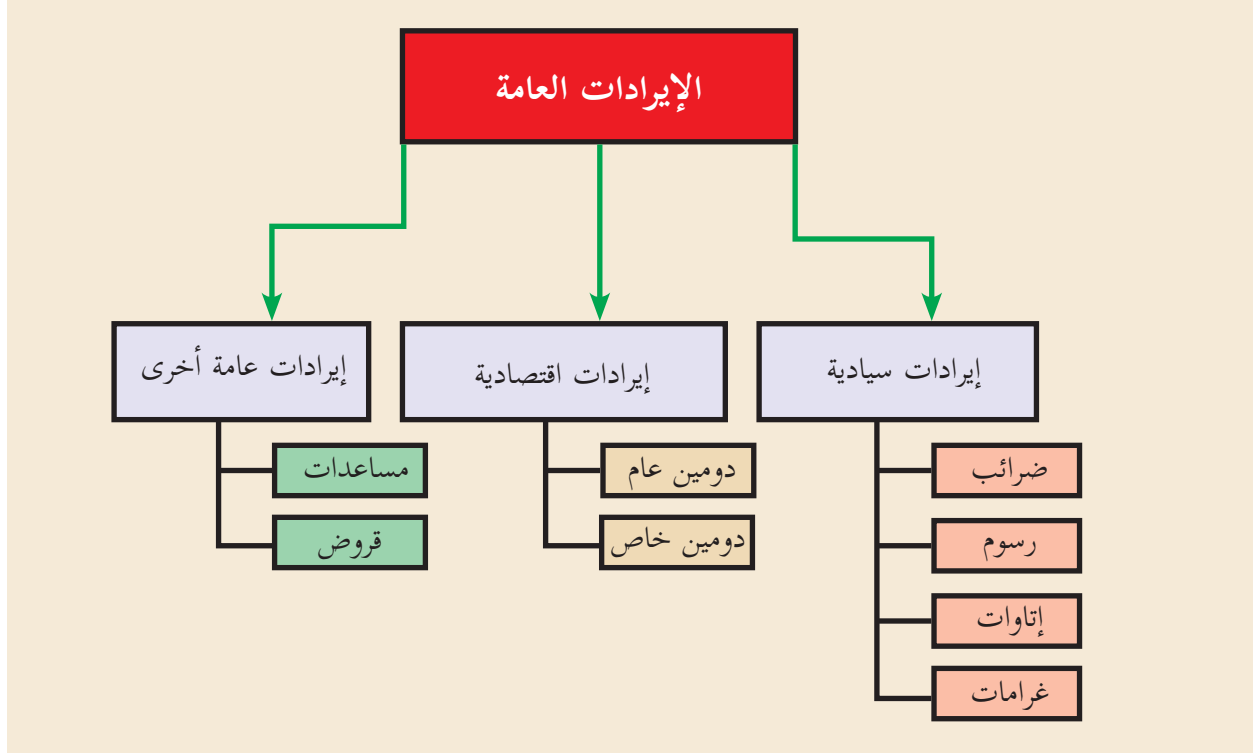 الإيرادات العامة
إيرادات سيادية
ضرائب
رسوم
إتاوات
غرامات
إيرادات اقتصادية
دومين عام
دومين خاص
إيرادات عامة أخرى
مساعدات
قروض